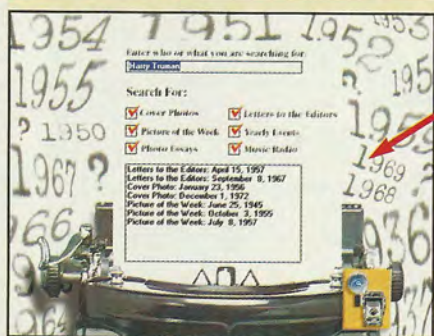 1954 1951 1952 1953
Enter who or what you are searching for:
Harry Truman
1955
195
Search For:
Cover Photos
Letters to the Editors
? 1950
Picture of the Week
Yearly Events
Photo Essays
Music Radio
1969
1967 ?
1968
Letters to the Editors: April 15, 1957
Letters to the Editors: September 8, 1967
Cover Photo: January 23, 1956
Cover Photo: December 1, 1972
Picture of the Week: June 25, 1945
Picture of the Week: October 3, 1955
Picture of the Week: July 8, 1957